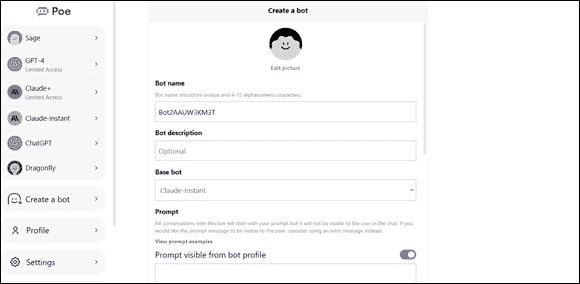 Poe
Create a bot
Sage
GPT-4
Limited Access
Claude+
Limited Access
Claude-instant
ChatGPT
Dragonfly
Create a bot
Profile
Settings
Edit picture
Bot name
Bot name should be unique and 4-15 alphanumeric characters.
Bot2AAUW3KM3T
Bot description
Optional
Base bot
Claude-instant
Prompt
All conversations with this bot will start with your prompt but it will not be visible to the user in the chat. If you
would like the prompt message to be visible to the user, consider using an intro message instead.
View prompt examples
Prompt visible from bot profile